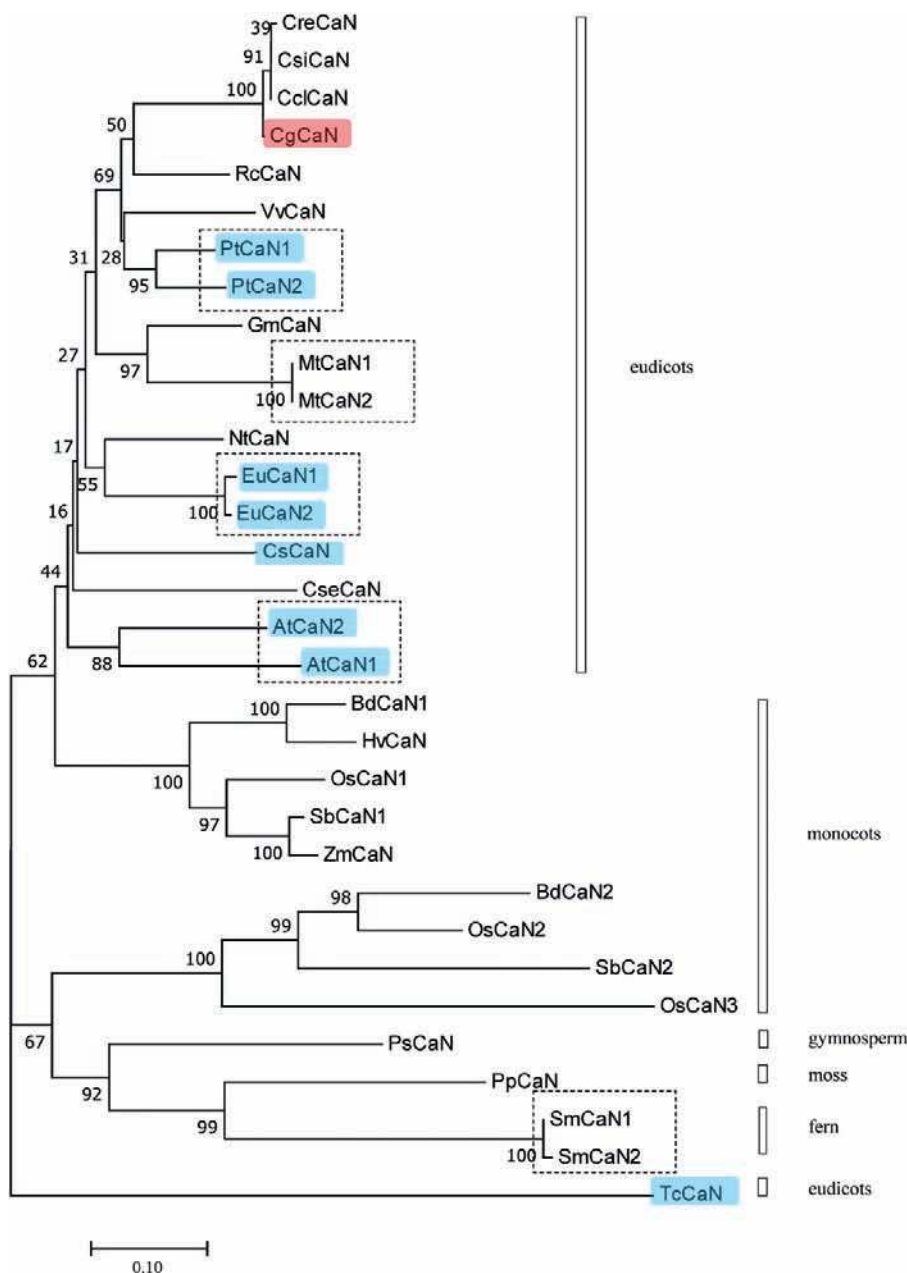 39
CreCaN
91
CsiCaN
100
CclCaN
50
CgCaN
69
RcCaN
VvCaN
31
28
PtCaN1
95
PtCaN2
GmCaN
27
97
MtCaN1
eudicots
100
MtCaN2
17
NtCaN
55
EuCaN1
16
100
EuCaN2
CsCaN
44
CseCaN
AtCaN2
62
88
AtCaN1
100
BdCaN1
HvCaN
100
OsCaN1
97
SbCaN1
monocots
100
ZmCaN
98
BdCaN2
99
OsCaN2
100
SbCaN2
OsCaN3
67
PsCaN
gymnosperm
92
PpCaN
moss
99
SmCaN1
fern
100
SmCaN2
TcCaN
eudicots
0.10